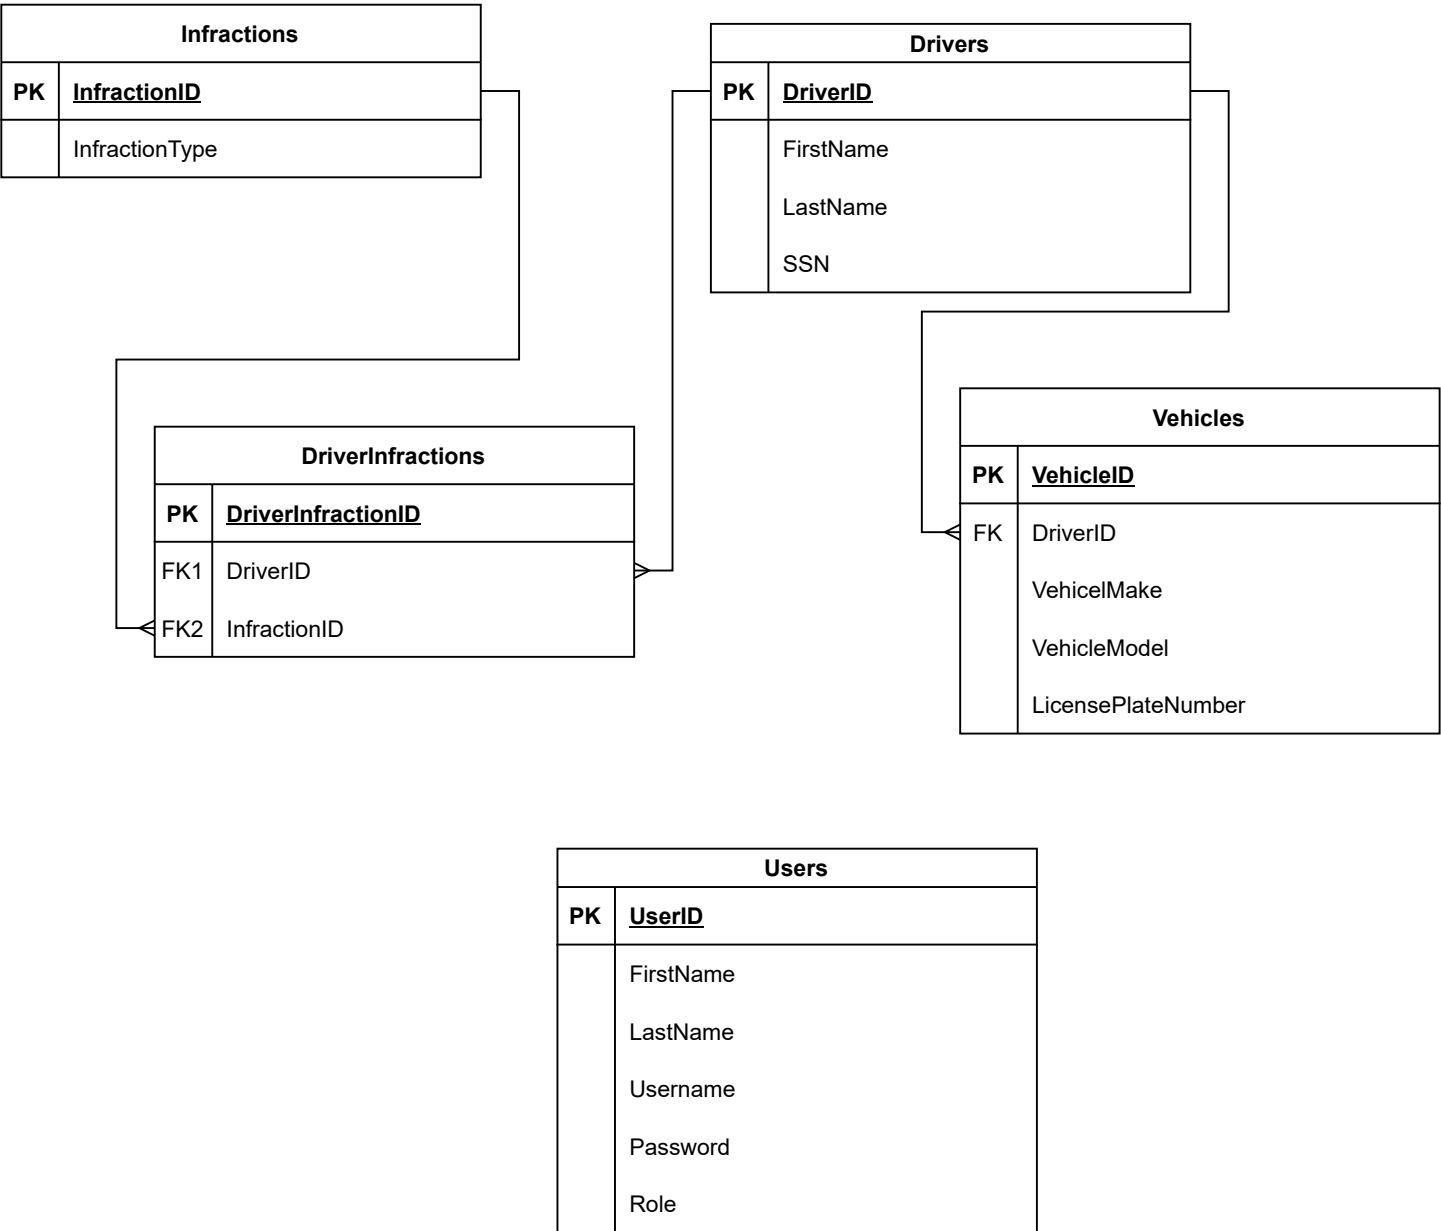 Infractions
PK InfractionID
InfractionType
Drivers
PK DriverID
FirstName
LastName
SSN
DriverInfractions
PK DriverInfractionID
FK1 DriverID
FK2 InfractionID
Vehicles
PK VehicleID
FK DriverID
VehicelMake
VehicleModel
LicensePlateNumber
Users
PK UserID
FirstName
LastName
Username
Password
Role